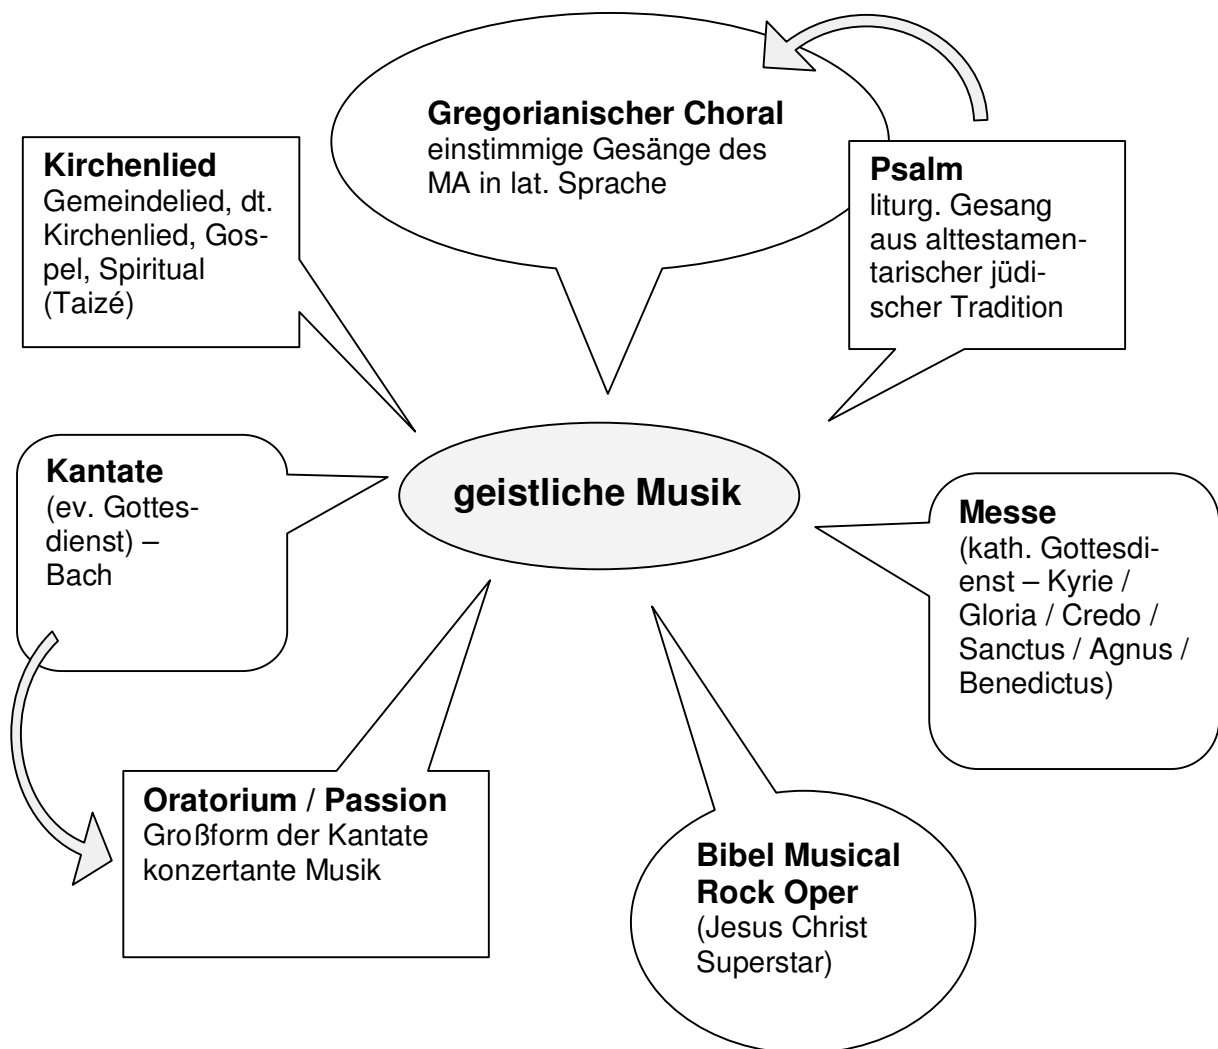 Gregorianischer Choral
einstimmige Gesänge des
MA in lat. Sprache
Kirchenlied
Gemeindelied, dt.
Kirchenlied, Gos-
pel, Spiritual
(Taizé)
Psalm
liturg. Gesang
aus alttestamen-
tarischer jüdi-
scher Tradition
Kantate
(ev. Gottes-
dienst) –
Bach
geistliche Musik
Messe
(kath. Gottesdi-
enst – Kyrie /
Gloria / Credo /
Sanctus / Agnus /
Benedictus)
Oratorium / Passion
Großform der Kantate
konzertante Musik
Bibel Musical
Rock Oper
(Jesus Christ
Superstar)